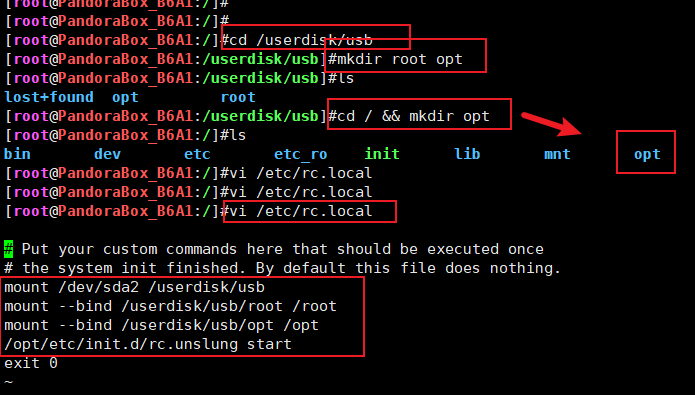 [root@PandoraBox_B6A1:/]#
[root@PandoraBox_B6A1:/]#
[root@PandoraBox_B6A1:/]#cd /userdisk/usb
[root@PandoraBox_B6A1:/userdisk/usb]#mkdir root opt
[root@PandoraBox_B6A1:/userdisk/usb]#ls
lost+found  opt         root
[root@PandoraBox_B6A1:/userdisk/usb]#cd / && mkdir opt
[root@PandoraBox_B6A1:/]#ls
bin       dev       etc       etc_ro    init      lib       mnt       opt
[root@PandoraBox_B6A1:/]#vi /etc/rc.local
[root@PandoraBox_B6A1:/]#vi /etc/rc.local
[root@PandoraBox_B6A1:/]#vi /etc/rc.local
# Put your custom commands here that should be executed once
# the system init finished. By default this file does nothing.
mount /dev/sda2 /userdisk/usb
mount --bind /userdisk/usb/root /root
mount --bind /userdisk/usb/opt /opt
/opt/etc/init.d/rc.unslung start
exit 0
~